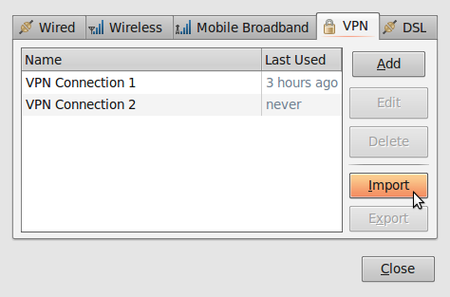 Wired Wireless Mobile Broadband VPN DSL
Name Last Used Add
VPN Connection 1 3 hours ago
VPN Connection 2 never Edit
Delete
Import
Export
Close